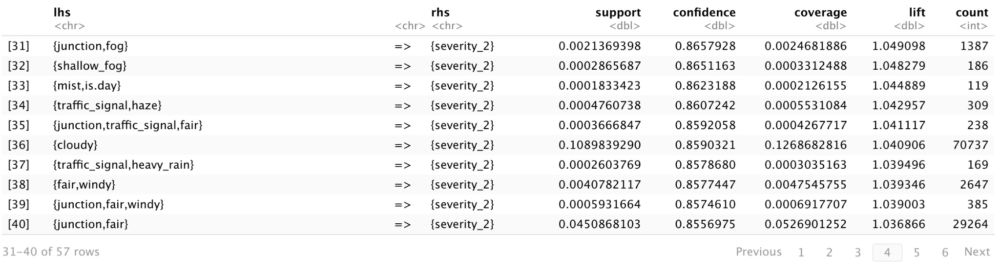 lhs rhs support confidence coverage lift count
<chr> <chr> <chr> <dbl> <dbl> <dbl> <dbl> <int>
[31] {junction,fog} => {severity_2} 0.0021369398 0.8657928 0.0024681886 1.049098 1387
[32] {shallow_fog} => {severity_2} 0.0002865687 0.8651163 0.0003312488 1.048279 186
[33] {mist,is.day} => {severity_2} 0.0001833423 0.8623188 0.0002126155 1.044889 119
[34] {traffic_signal,haze} => {severity_2} 0.0004760738 0.8607242 0.0005531084 1.042957 309
[35] {junction,traffic_signal,fair} => {severity_2} 0.0003666847 0.8592058 0.0004267717 1.041117 238
[36] {cloudy} => {severity_2} 0.1089839290 0.8590321 0.1268682816 1.040906 70737
[37] {traffic_signal,heavy_rain} => {severity_2} 0.0002603769 0.8578680 0.0003035163 1.039496 169
[38] {fair,windy} => {severity_2} 0.0040782117 0.8577447 0.0047545755 1.039346 2647
[39] {junction,fair,windy} => {severity_2} 0.0005931664 0.8574610 0.0006917707 1.039003 385
[40] {junction,fair} => {severity_2} 0.0450868103 0.8556975 0.0526901252 1.036866 29264
31-40 of 57 rows Previous 1 2 3 4 5 6 Next